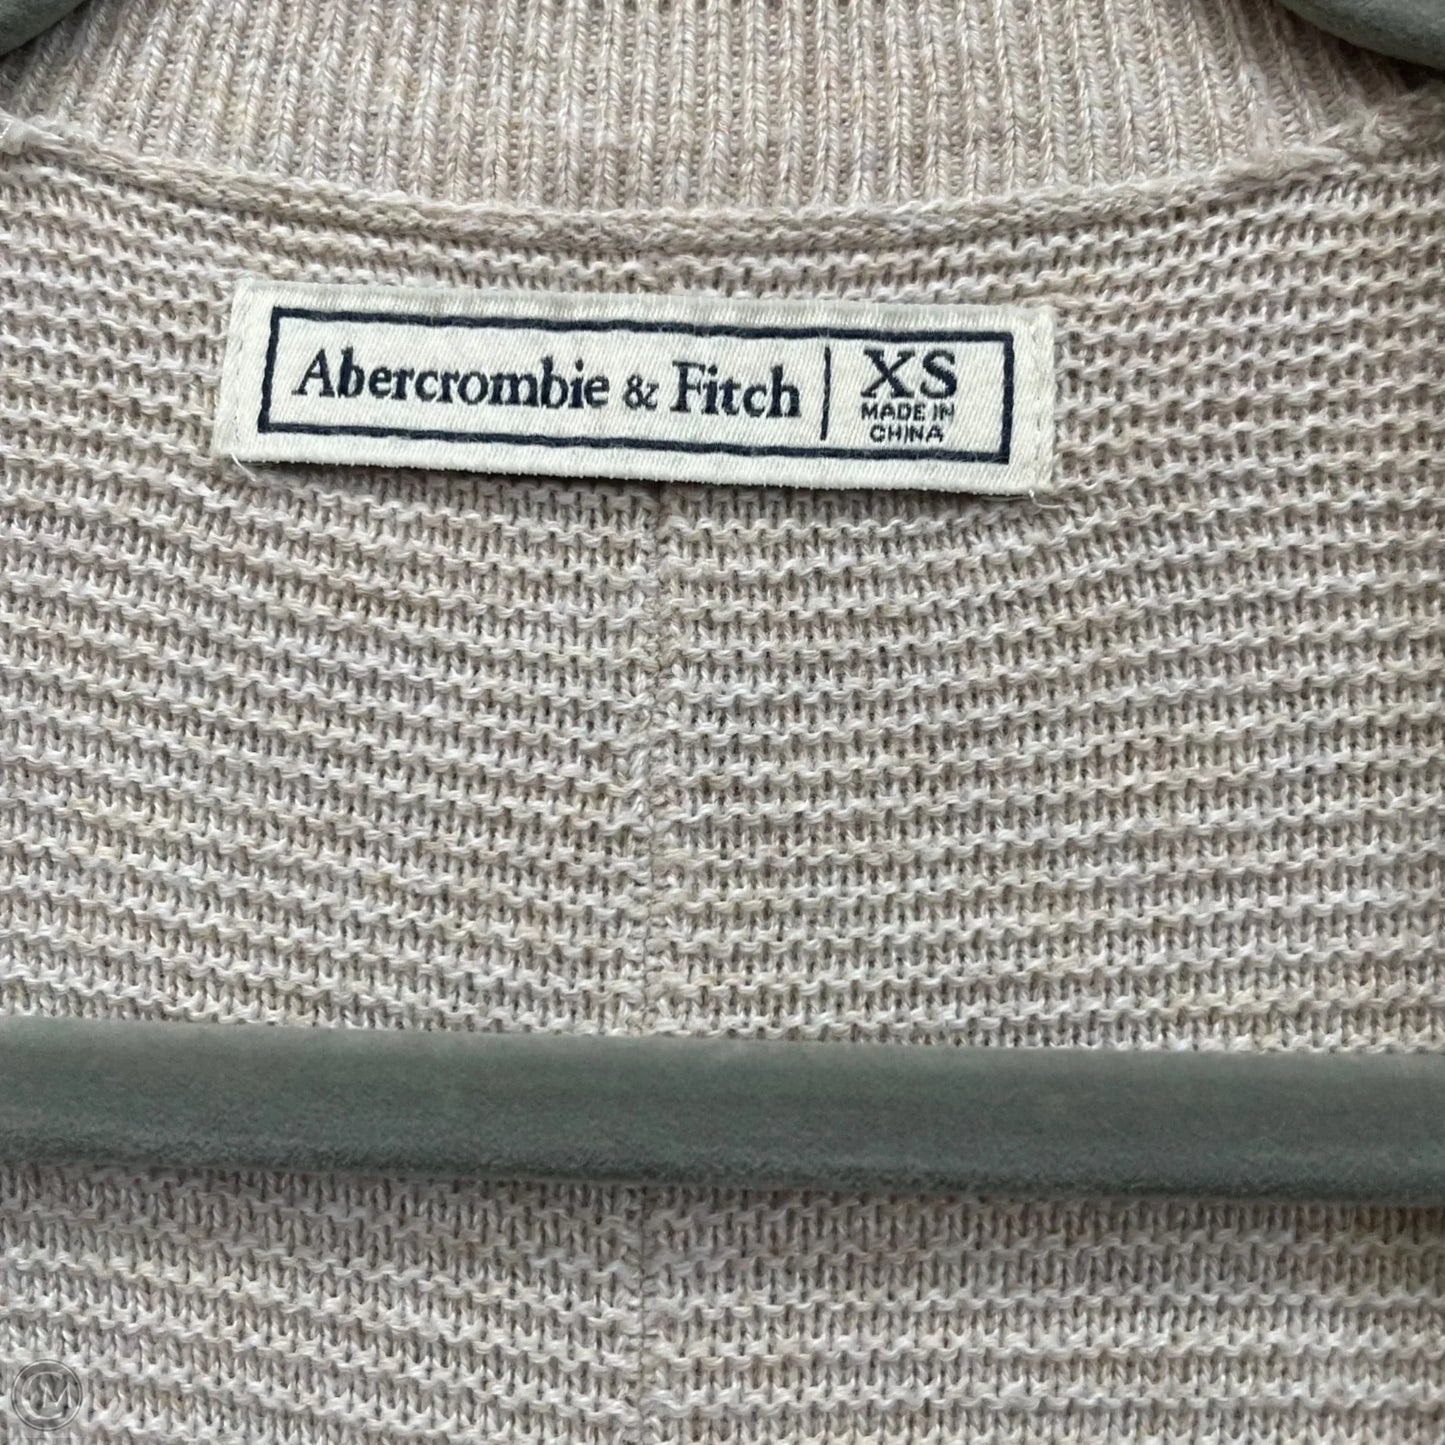 Abercrombie & Fitch
XS
MADE IN
CHINA
M